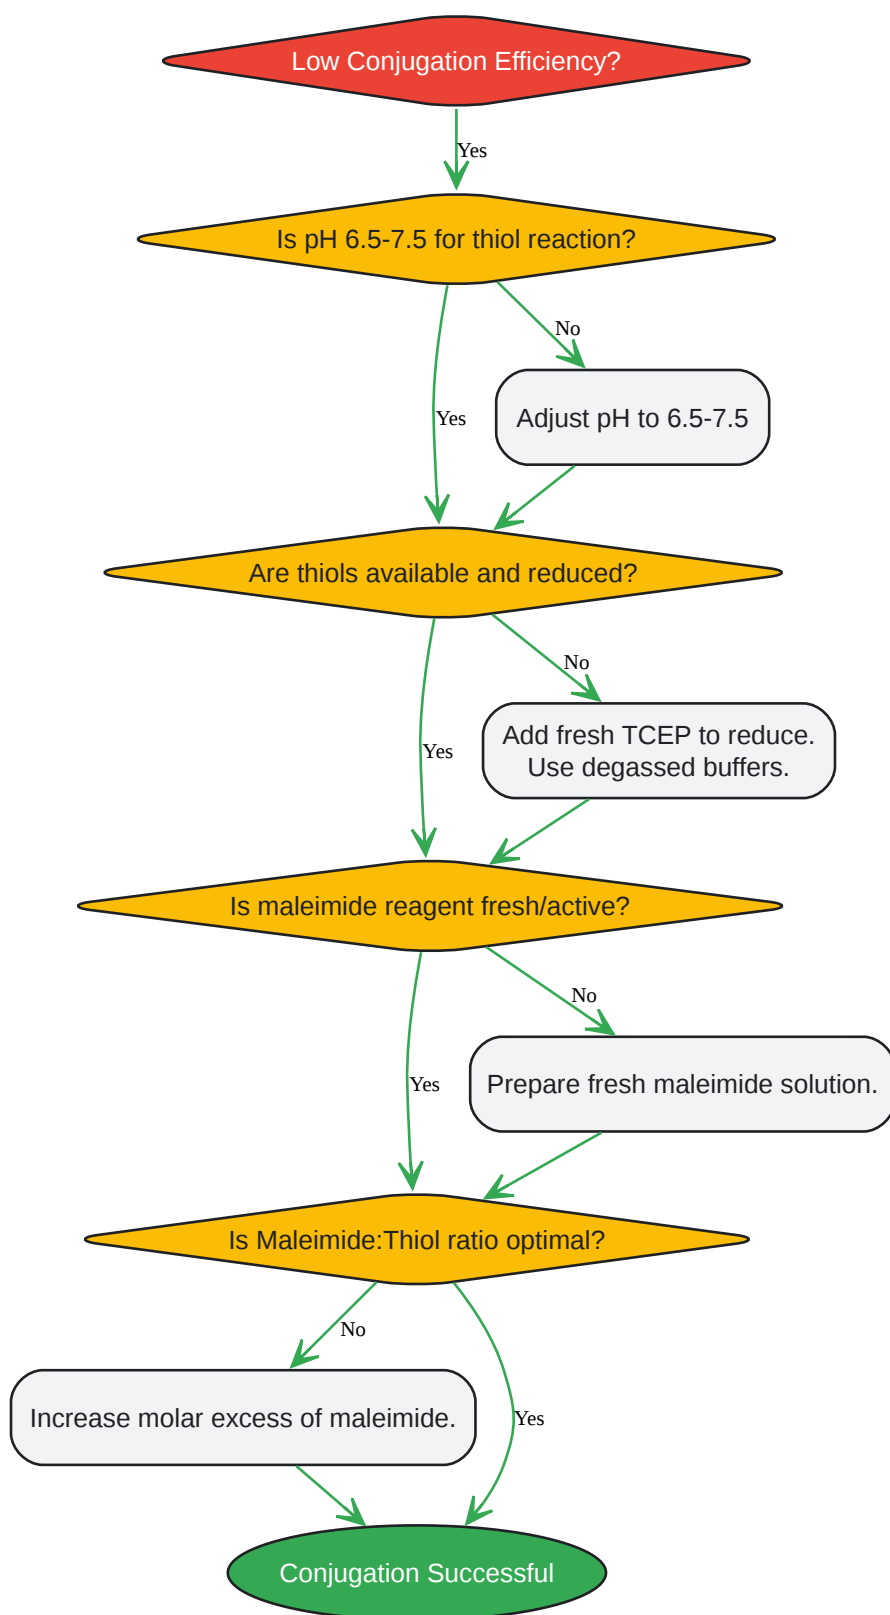 Low Conjugation Efficiency?
Yes
Is pH 6.5-7.5 for thiol reaction?
No
Adjust pH to 6.5-7.5
Yes
Are thiols available and reduced?
No
Add fresh TCEP to reduce.
Use degassed buffers.
Yes
Is maleimide reagent fresh/active?
No
Prepare fresh maleimide solution.
Yes
Is Maleimide:Thiol ratio optimal?
No
Increase molar excess of maleimide.
Yes
Conjugation Successful